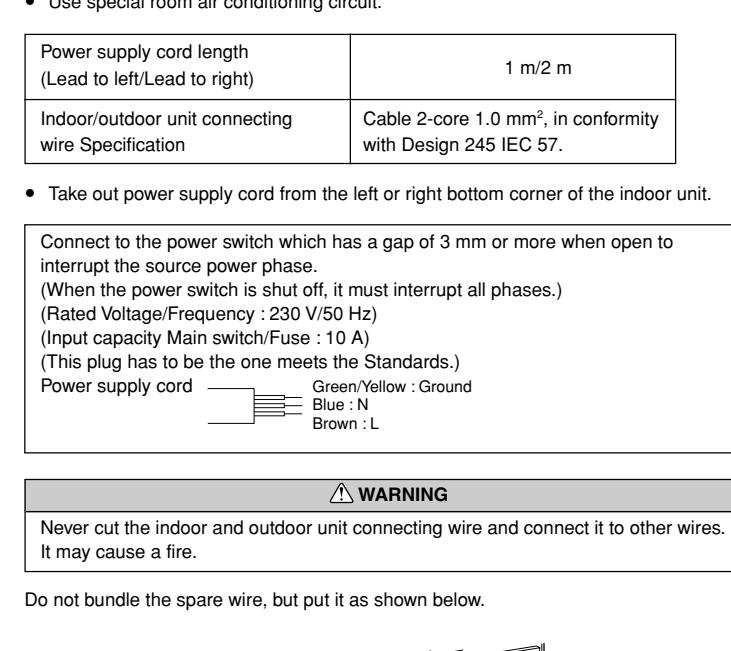 • Use special room air conditioning circuit.
Power supply cord length
(Lead to left/Lead to right)
1 m/2 m
Indoor/outdoor unit connecting
wire Specification
Cable 2-core 1.0 mm², in conformity
with Design 245 IEC 57.
• Take out power supply cord from the left or right bottom corner of the indoor unit.
Connect to the power switch which has a gap of 3 mm or more when open to
interrupt the source power phase.
(When the power switch is shut off, it must interrupt all phases.)
(Rated Voltage/Frequency : 230 V/50 Hz)
(Input capacity Main switch/Fuse : 10 A)
(This plug has to be the one meets the Standards.)
Power supply cord
Green/Yellow : Ground
Blue : N
Brown : L
WARNING
Never cut the indoor and outdoor unit connecting wire and connect it to other wires.
It may cause a fire.
Do not bundle the spare wire, but put it as shown below.